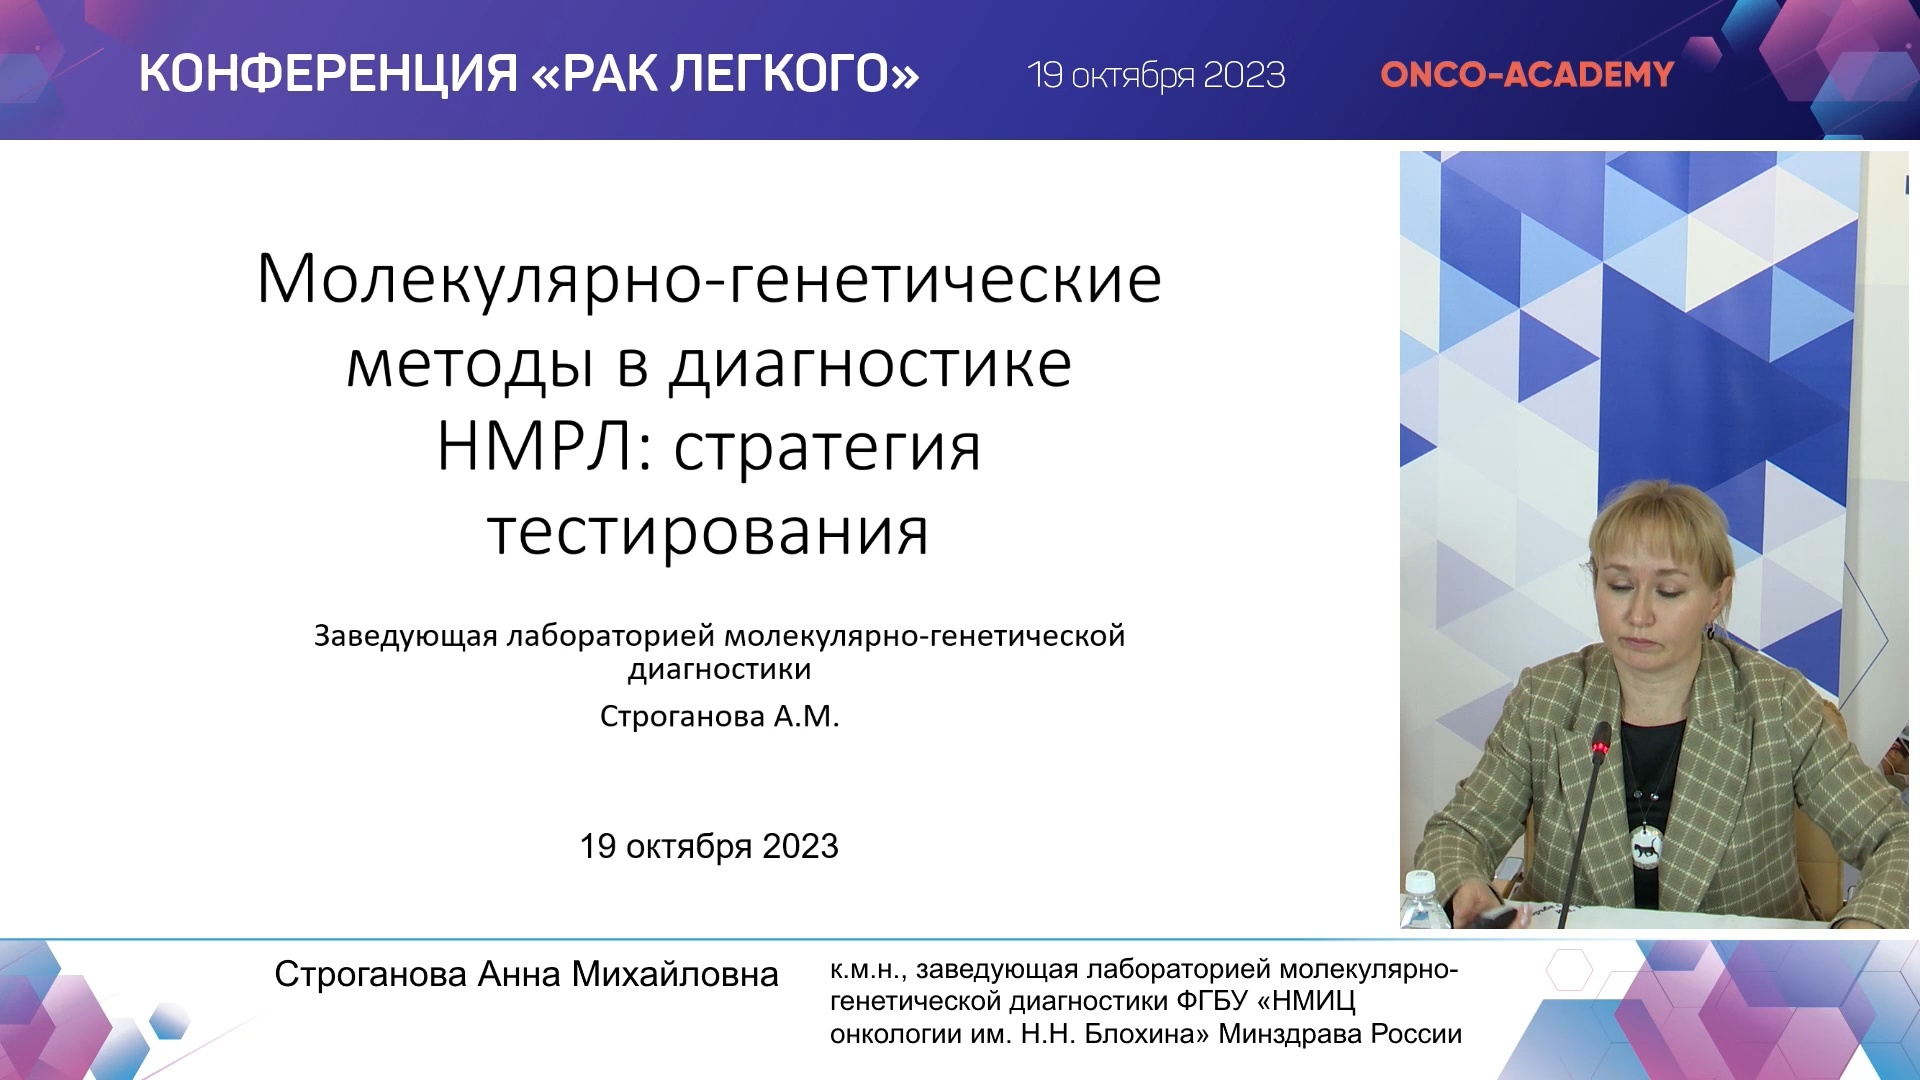 КОНФЕРЕНЦИЯ «РАК ЛЕГКОГО»
19 октября 2023
ONCO-ACADEMY
Молекулярно-генетические
методы в диагностике
НМРЛ: стратегия
тестирования
Заведующая лабораторией молекулярно-генетической
диагностики
Строганова А.М.
19 октября 2023
Строганова Анна Михайловна
к.м.н., заведующая лабораторией молекулярно-
генетической диагностики ФГБУ «НМИЦ
онкологии им. Н.Н. Блохина» Минздрава России